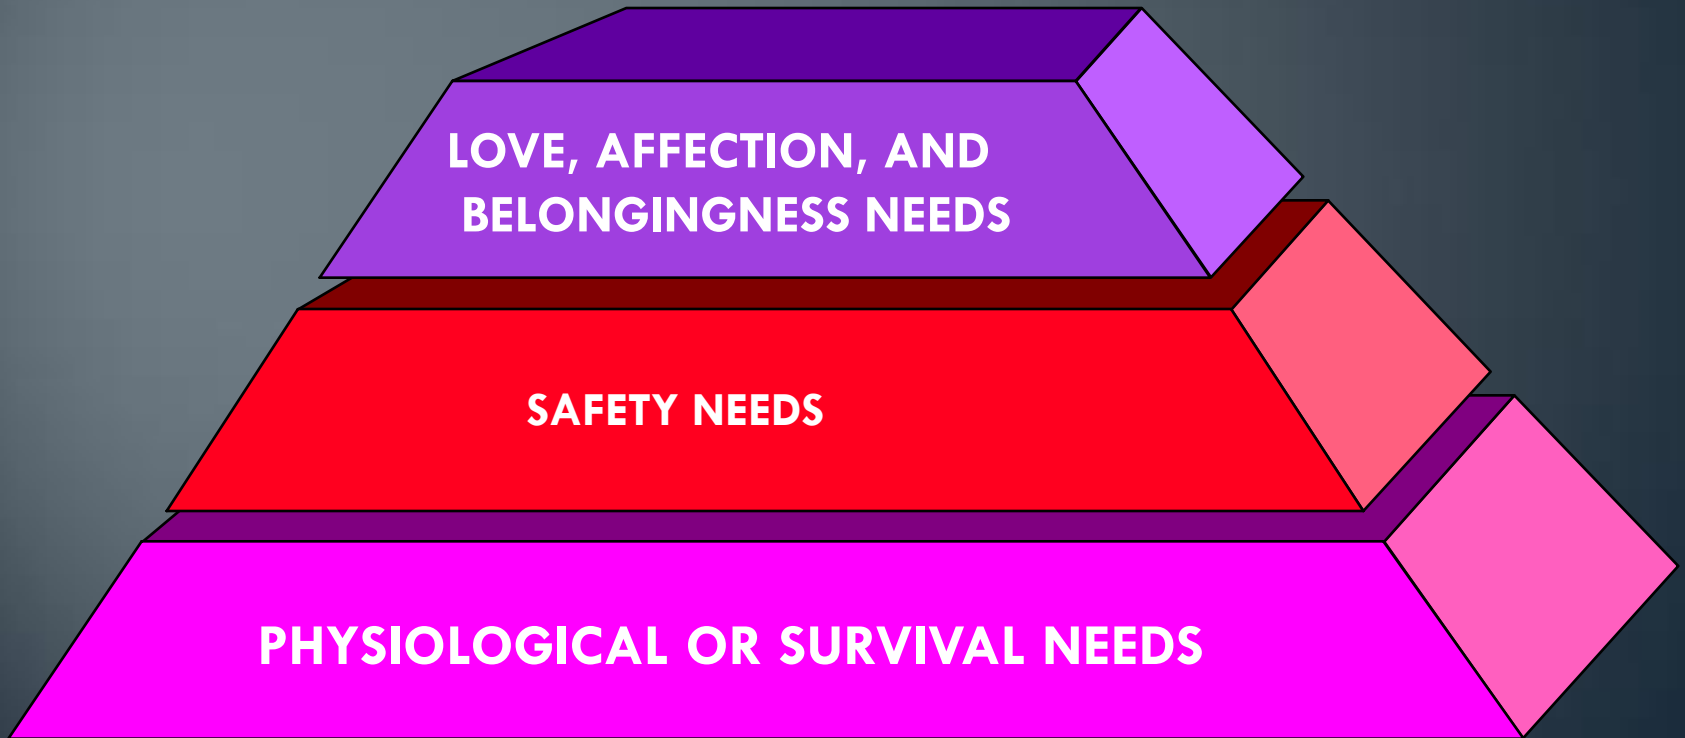 LOVE, AFFECTION, AND
BELONGINGNESS NEEDS
SAFETY NEEDS
PHYSIOLOGICAL OR SURVIVAL NEEDS